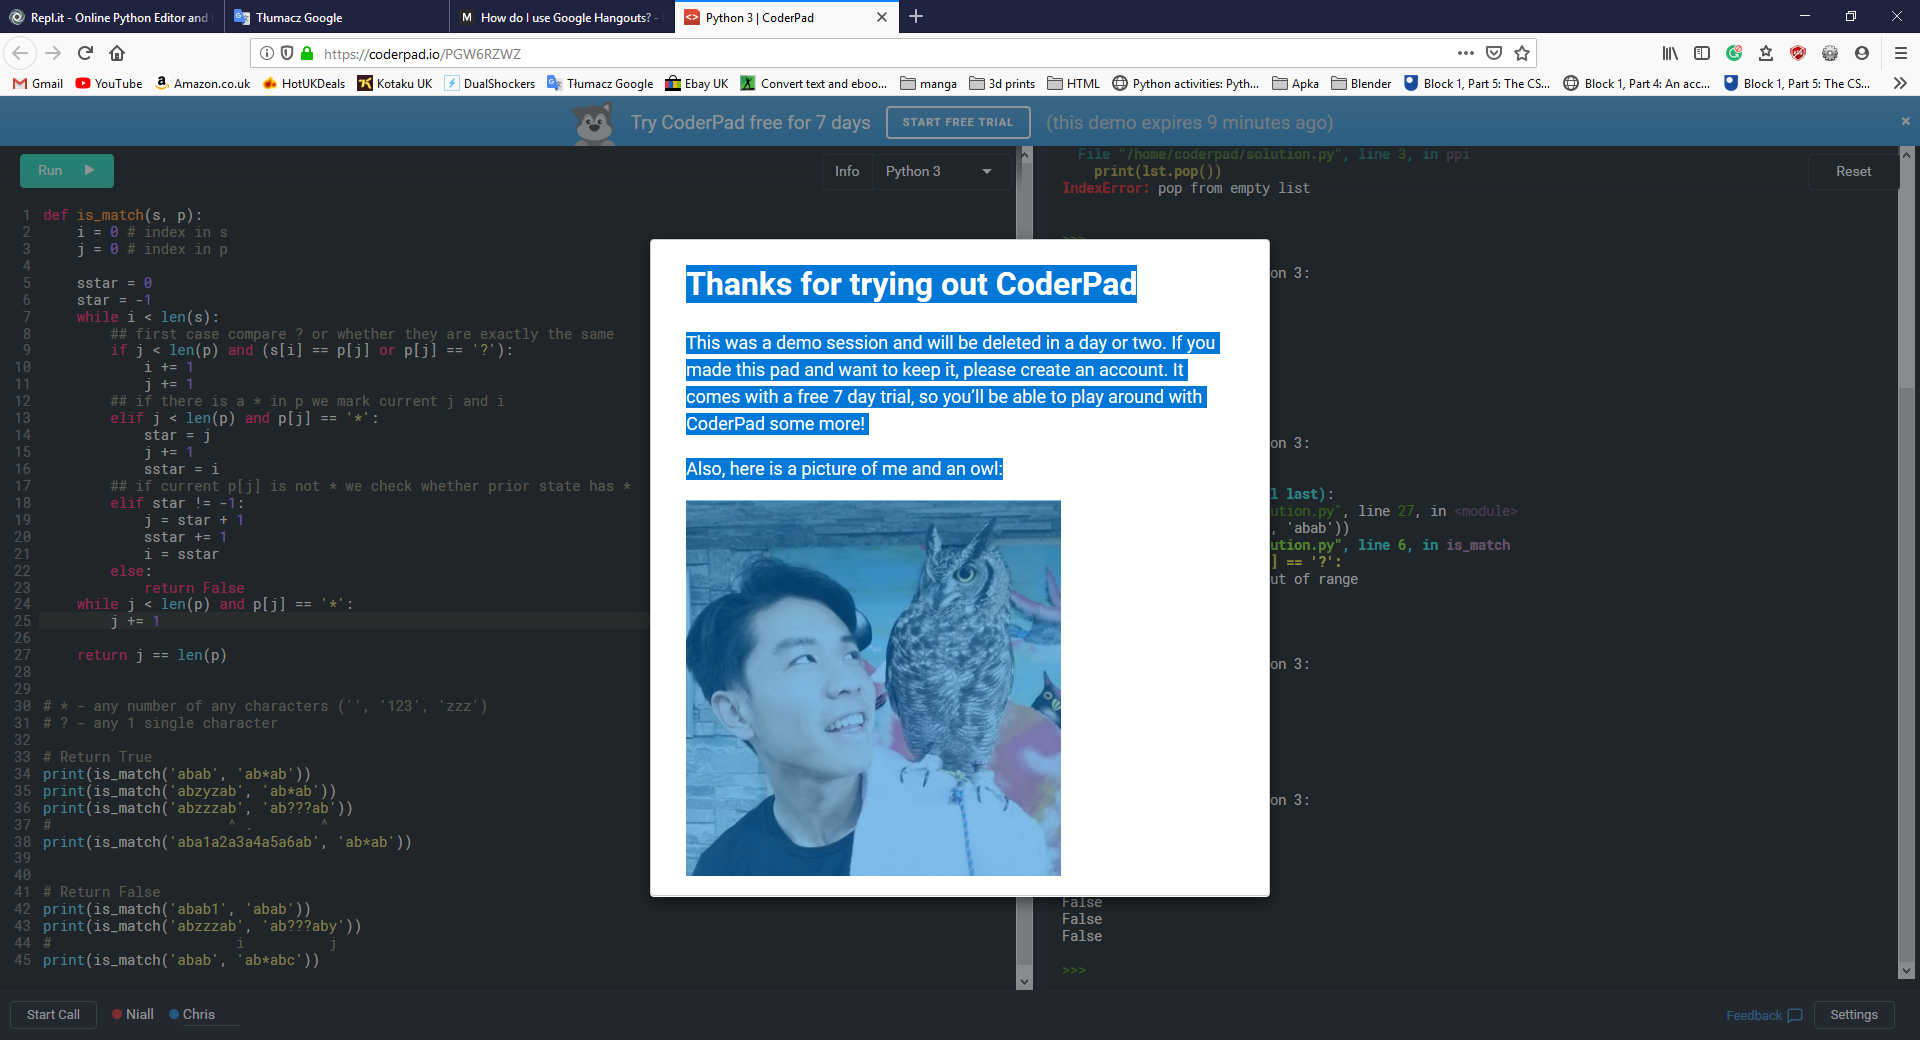 Repl.it - Online Python Editor and
Tłumacz Google
M How do I use Google Hangouts? -
Python 3 | CoderPad
https://coderpad.io/PGW6RZWZ
Gmail
YouTube
Amazon.co.uk
HotUKDeals
Kotaku UK
DualShockers
Tłumacz Google
Ebay UK
Convert text and eboo...
manga
3d prints
HTML
Python activities: Pyth...
Apka
Blender
Block 1, Part 5: The CS...
Block 1, Part 4: An acc...
Block 1, Part 5: The CS...
Try CoderPad free for 7 days
START FREE TRIAL
(this demo expires 9 minutes ago)
Run
Info
Python 3
1 def is_match(s, p):
2     i = 0 # index in s
3     j = 0 # index in p
4
5     sstar = 0
6     star = -1
7     while i < len(s):
8         ## first case compare ? or whether they are exactly the same
9         if j < len(p) and (s[i] == p[j] or p[j] == '?'):
10             i += 1
11             j += 1
12         ## if there is a * in p we mark current j and i
13         elif j < len(p) and p[j] == '*':
14             star = j
15             j += 1
16             sstar = i
17         ## if current p[j] is not * we check whether prior state has *
18         elif star != -1:
19             j = star + 1
20             sstar += 1
21             i = sstar
22         else:
23             return False
24     while j < len(p) and p[j] == '*':
25         j += 1
26
27     return j == len(p)
28
29
30 # * - any number of any characters ('', '123', 'zzz')
31 # ? - any 1 single character
32
33 # Return True
34 print(is_match('abab', 'ab*ab'))
35 print(is_match('abzyzab', 'ab*ab'))
36 print(is_match('abzzzab', 'ab???ab'))
37 #                     ^ .        ^
38 print(is_match('aba1a2a3a4a5a6ab', 'ab*ab'))
39
40
41 # Return False
42 print(is_match('abab1', 'abab'))
43 print(is_match('abzzzab', 'ab???aby'))
44 #                      i          j
45 print(is_match('abab', 'ab*abc'))
File "/home/coderpad/solution.py", line 3, in ppi
print(lst.pop())
IndexError: pop from empty list
Reset
>>>
on 3:
on 3:
l last):
ution.py", line 27, in <module>
, 'abab'))
ution.py", line 6, in is_match
] == '?':
ut of range
on 3:
on 3:
False
False
False
>>>
Thanks for trying out CoderPad
This was a demo session and will be deleted in a day or two. If you
made this pad and want to keep it, please create an account. It
comes with a free 7 day trial, so you’ll be able to play around with
CoderPad some more!
Also, here is a picture of me and an owl:
Start Call
Niall
Chris
Feedback
Settings